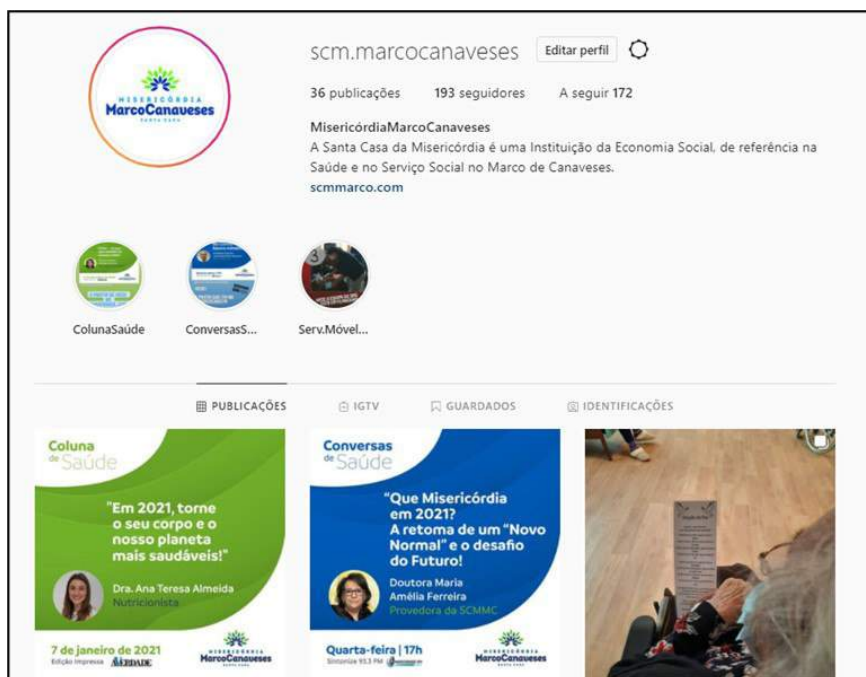 scm.marcocanaveses Editar perfil
36 publicações 193 seguidores A seguir 172
MisericórdiaMarcoCanaveses
A Santa Casa da Misericórdia é uma Instituição da Economia Social, de referência na
Saúde e no Serviço Social no Marco de Canaveses.
scmmarco.com
MISERICÓRDIA
MarcoCanaveses
SANTA CASA
ColunaSaúde ConversasS... Serv.Móvel...
PUBLICAÇÕES IGTV GUARDADOS IDENTIFICAÇÕES
Coluna
de Saúde
"Em 2021, torne
o seu corpo e o
nosso planeta
mais saudáveis!"
Dra. Ana Teresa Almeida
Nutricionista
7 de janeiro de 2021
Edição Impressa AVERDADE
MISERICÓRDIA
MarcoCanaveses
SANTA CASA
Conversas
de Saúde
"Que Misericórdia
em 2021?
A retoma de um "Novo
Normal" e o desafio
do Futuro!
Doutora Maria
Amélia Ferreira
Provedora da SCMMC
Quarta-feira | 17h
Sintonize 93.3 FM
MISERICÓRDIA
MarcoCanaveses
SANTA CASA